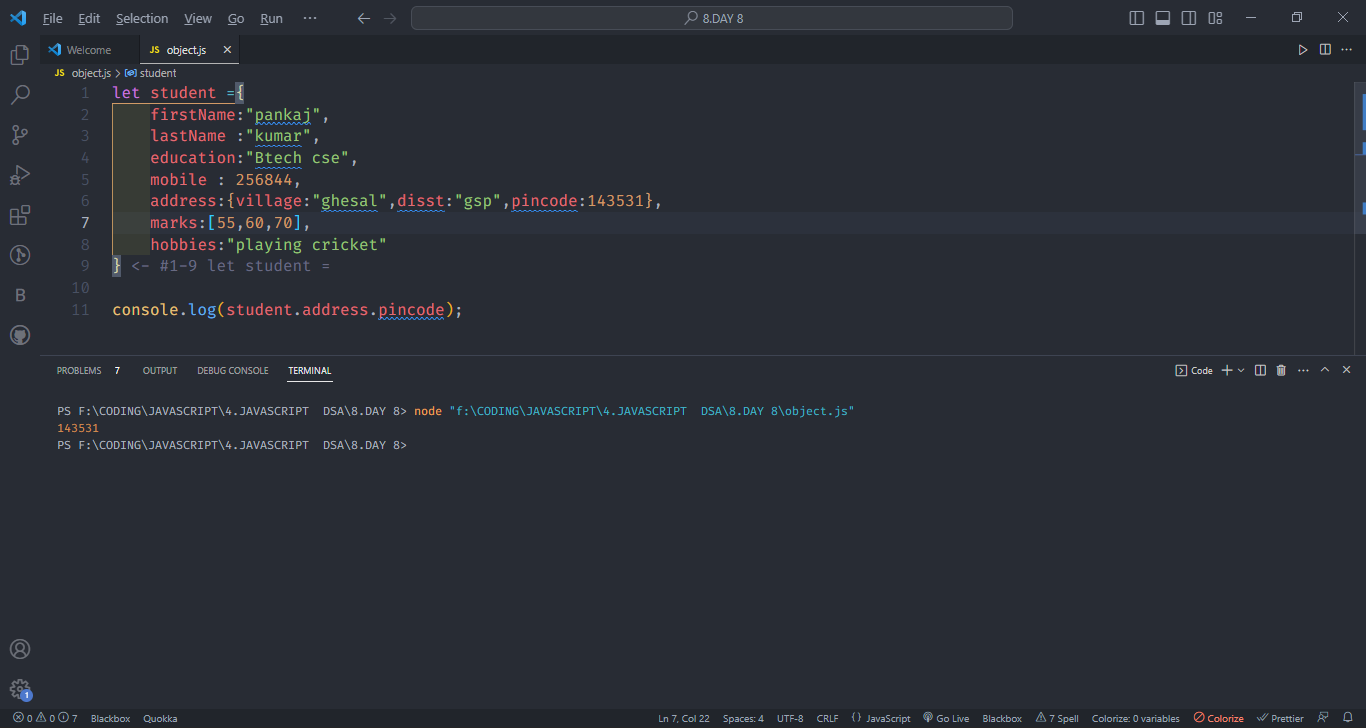 File Edit Selection View Go Run ··· 8.DAY 8
Welcome JS object.js
JS object.js > student
1 let student ={
2 firstName:"pankaj",
3 lastName :"kumar",
4 education:"Btech cse",
5 mobile : 256844,
6 address:{village:"ghesal",disst:"gsp",pincode:143531},
7 marks:[55,60,70],
8 hobbies:"playing cricket"
9 } <- #1-9 let student =
10
11 console.log(student.address.pincode);
PROBLEMS 7 OUTPUT DEBUG CONSOLE TERMINAL Code
PS F:\CODING\JAVASCRIPT\4.JAVASCRIPT  DSA\8.DAY 8> node "f:\CODING\JAVASCRIPT\4.JAVASCRIPT  DSA\8.DAY 8\object.js"
143531
PS F:\CODING\JAVASCRIPT\4.JAVASCRIPT  DSA\8.DAY 8>
B
1
0 0 7 Blackbox Quokka Ln 7, Col 22 Spaces: 4 UTF-8 CRLF {} JavaScript Go Live Blackbox 7 Spell Colorize: 0 variables Colorize Prettier